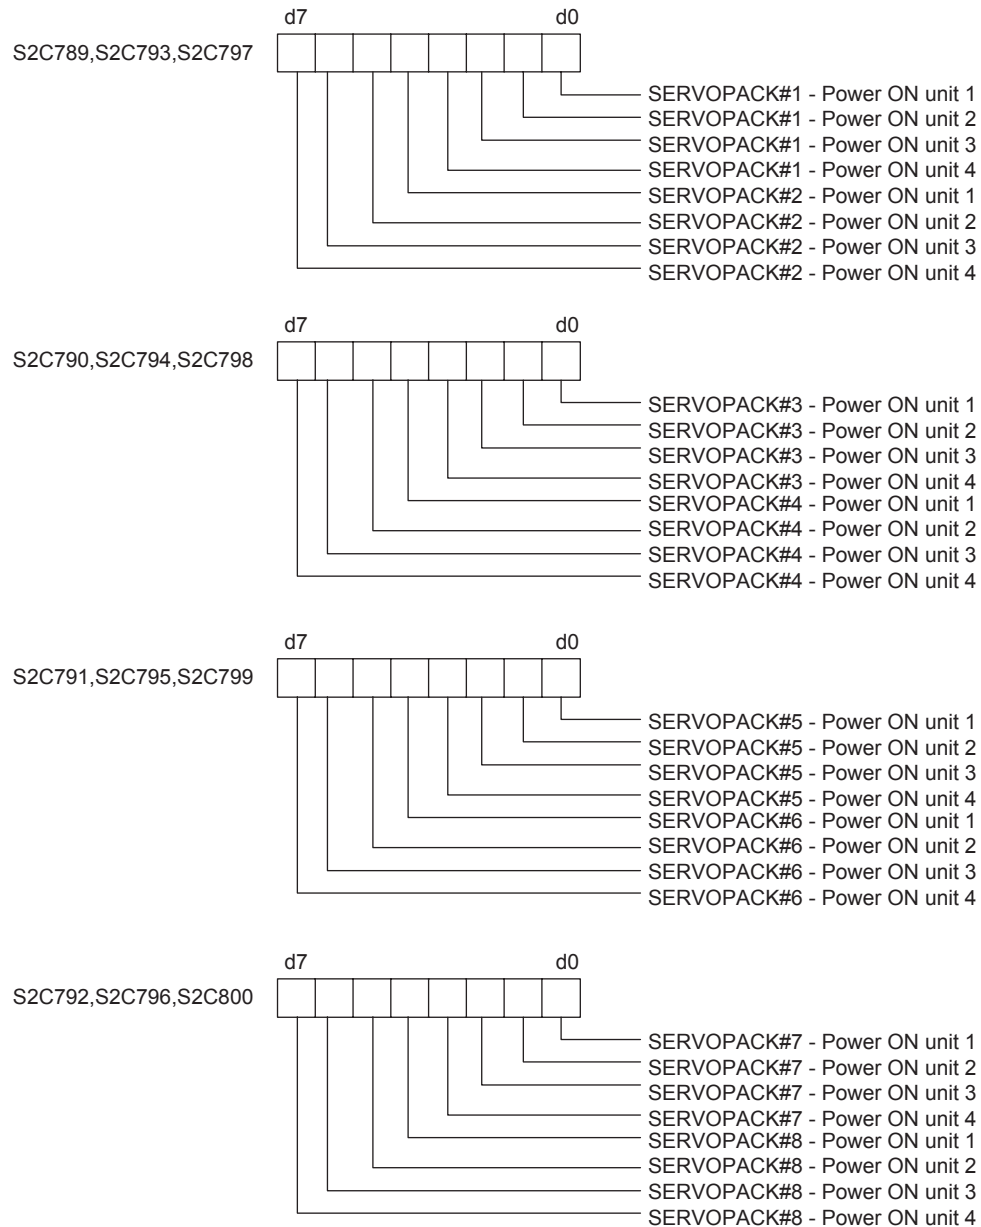 d7 d0
S2C789,S2C793,S2C797
SERVOPACK#1 - Power ON unit 1
SERVOPACK#1 - Power ON unit 2
SERVOPACK#1 - Power ON unit 3
SERVOPACK#1 - Power ON unit 4
SERVOPACK#2 - Power ON unit 1
SERVOPACK#2 - Power ON unit 2
SERVOPACK#2 - Power ON unit 3
SERVOPACK#2 - Power ON unit 4
d7 d0
S2C790,S2C794,S2C798
SERVOPACK#3 - Power ON unit 1
SERVOPACK#3 - Power ON unit 2
SERVOPACK#3 - Power ON unit 3
SERVOPACK#3 - Power ON unit 4
SERVOPACK#4 - Power ON unit 1
SERVOPACK#4 - Power ON unit 2
SERVOPACK#4 - Power ON unit 3
SERVOPACK#4 - Power ON unit 4
d7 d0
S2C791,S2C795,S2C799
SERVOPACK#5 - Power ON unit 1
SERVOPACK#5 - Power ON unit 2
SERVOPACK#5 - Power ON unit 3
SERVOPACK#5 - Power ON unit 4
SERVOPACK#6 - Power ON unit 1
SERVOPACK#6 - Power ON unit 2
SERVOPACK#6 - Power ON unit 3
SERVOPACK#6 - Power ON unit 4
d7 d0
S2C792,S2C796,S2C800
SERVOPACK#7 - Power ON unit 1
SERVOPACK#7 - Power ON unit 2
SERVOPACK#7 - Power ON unit 3
SERVOPACK#7 - Power ON unit 4
SERVOPACK#8 - Power ON unit 1
SERVOPACK#8 - Power ON unit 2
SERVOPACK#8 - Power ON unit 3
SERVOPACK#8 - Power ON unit 4